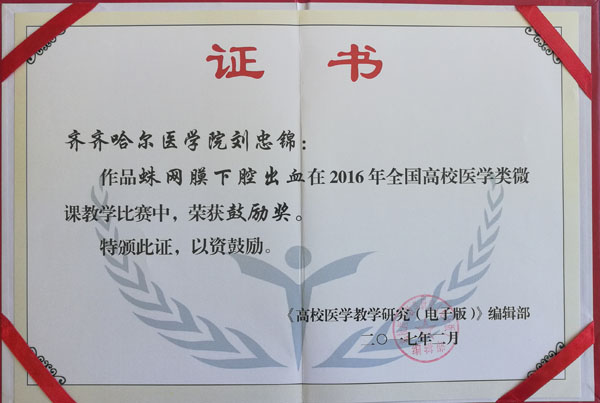 证书
齐齐哈尔医学院刘忠锦：
作品蛛网膜下腔出血在2016年全国高校医学类微
课教学比赛中，荣获鼓励奖。
特颁此证，以资鼓励。
《高校医学教学研究（电子版）》编辑部
二〇一七年二月